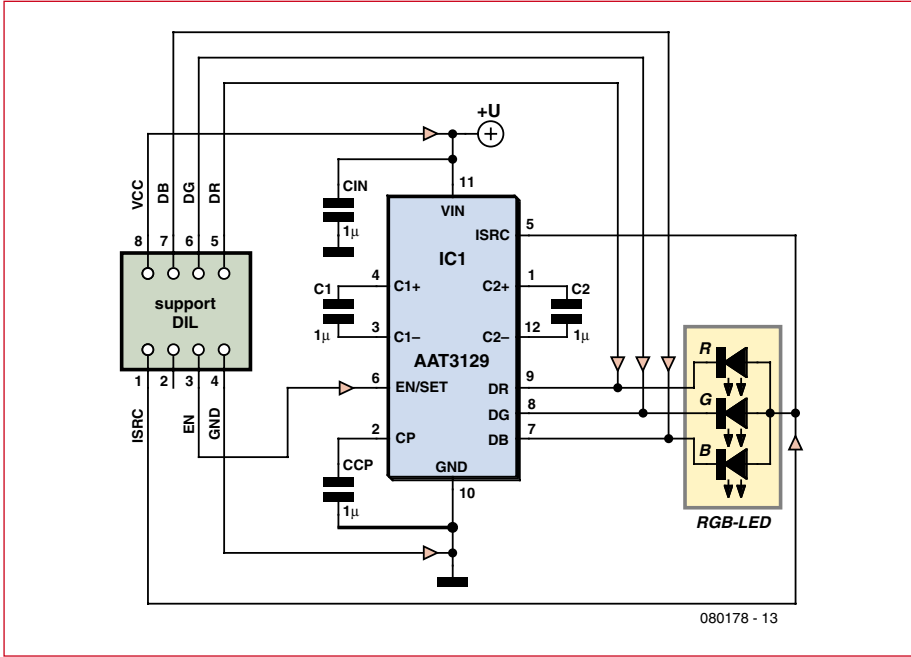 +U
VCC
DB
DG
DR
8 7 6 5
support
DIL
1 2 3 4
ISRC
EN
GND
CIN
1µ
11
VIN
ISRC
5
IC1
4
C1+
C1
1µ
3
C1–
1
C2+
C2
12
C2–
1µ
AAT3129
6
EN/SET
9
DR
8
DG
7
DB
2
CP
CCP
1µ
GND
10
R
G
B
RGB-LED
080178 - 13